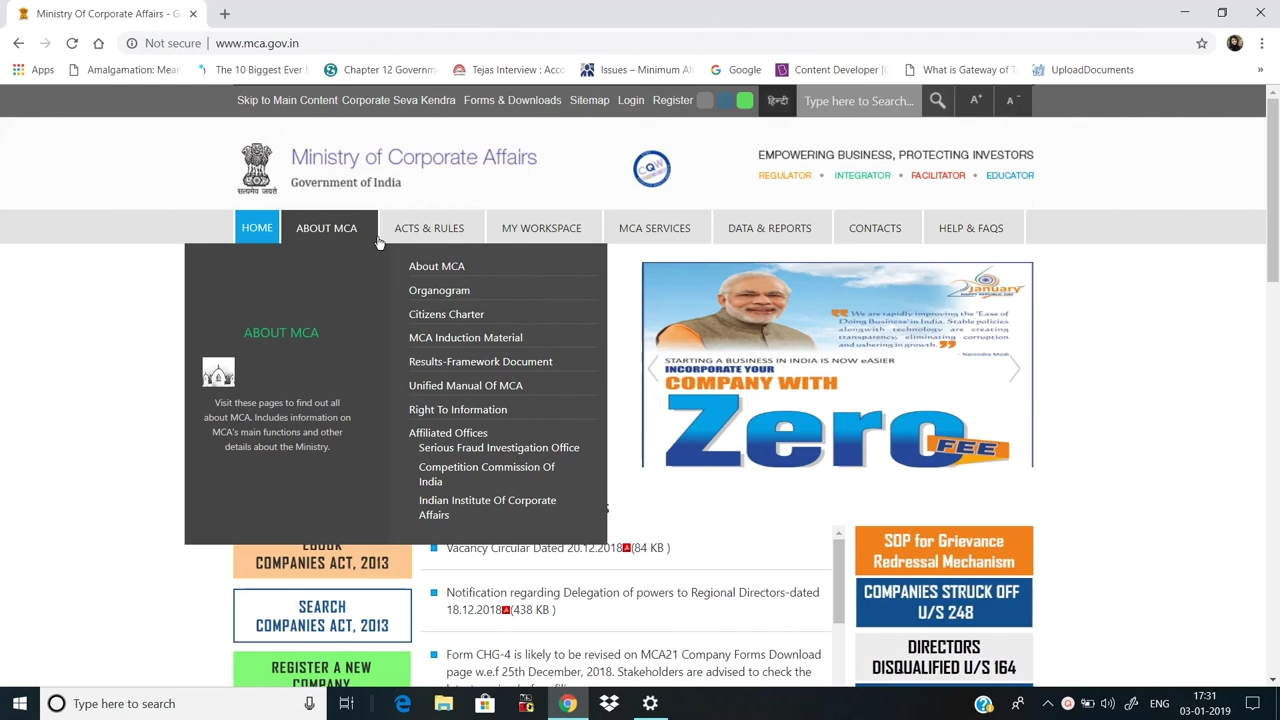 Ministry Of Corporate Affairs - G
Not secure
www.mca.gov.in
Apps
Amalgamation: Mear
The 10 Biggest Ever
Chapter 12 Governm
Tejas Interview : Acco
Issues – Minimum Al
Google
Content Developer [C
What is Gateway of T
UploadDocuments
»
Skip to Main Content Corporate Seva Kendra Forms & Downloads Sitemap Login Register
हिन्दी
Type here to Search...
A+
A-
सत्यमेव जयते
Ministry of Corporate Affairs
Government of India
CQW
EMPOWERING BUSINESS, PROTECTING INVESTORS
REGULATOR • INTEGRATOR • FACILITATOR • EDUCATOR
HOME
ABOUT MCA
ACTS & RULES
MY WORKSPACE
MCA SERVICES
DATA & REPORTS
CONTACTS
HELP & FAQS
ABOUT MCA
Visit these pages to find out all
about MCA. Includes information on
MCA's main functions and other
details about the Ministry.
About MCA
Organogram
Citizens Charter
MCA Induction Material
Results-Framework Document
Unified Manual Of MCA
Right To Information
Affiliated Offices
Serious Fraud Investigation Office
Competition Commission Of
India
Indian Institute Of Corporate
Affairs
We are rapidly improving the 'Ease of
Doing Business' in India. Stable policies
alongwith technology are creating
transparency, eliminating corruption
and ushering in growth.
- Narendra Modi
STARTING A BUSINESS IN INDIA IS NOW eASIER
INCORPORATE YOUR
COMPANY WITH
Zero
FEE
EBOOK
COMPANIES ACT, 2013
SEARCH
COMPANIES ACT, 2013
REGISTER A NEW
COMPANY
Vacancy Circular Dated 20.12.2018 (84 KB )
Notification regarding Delegation of powers to Regional Directors-dated
18.12.2018 (438 KB )
Form CHG-4 is likely to be revised on MCA21 Company Forms Download
page w.e.f 25th December, 2018. Stakeholders are advised to check the
SOP for Grievance
Redressal Mechanism
COMPANIES STRUCK OFF
U/S 248
DIRECTORS
DISQUALIFIED U/S 164
Type here to search
ENG
17:31
03-01-2019